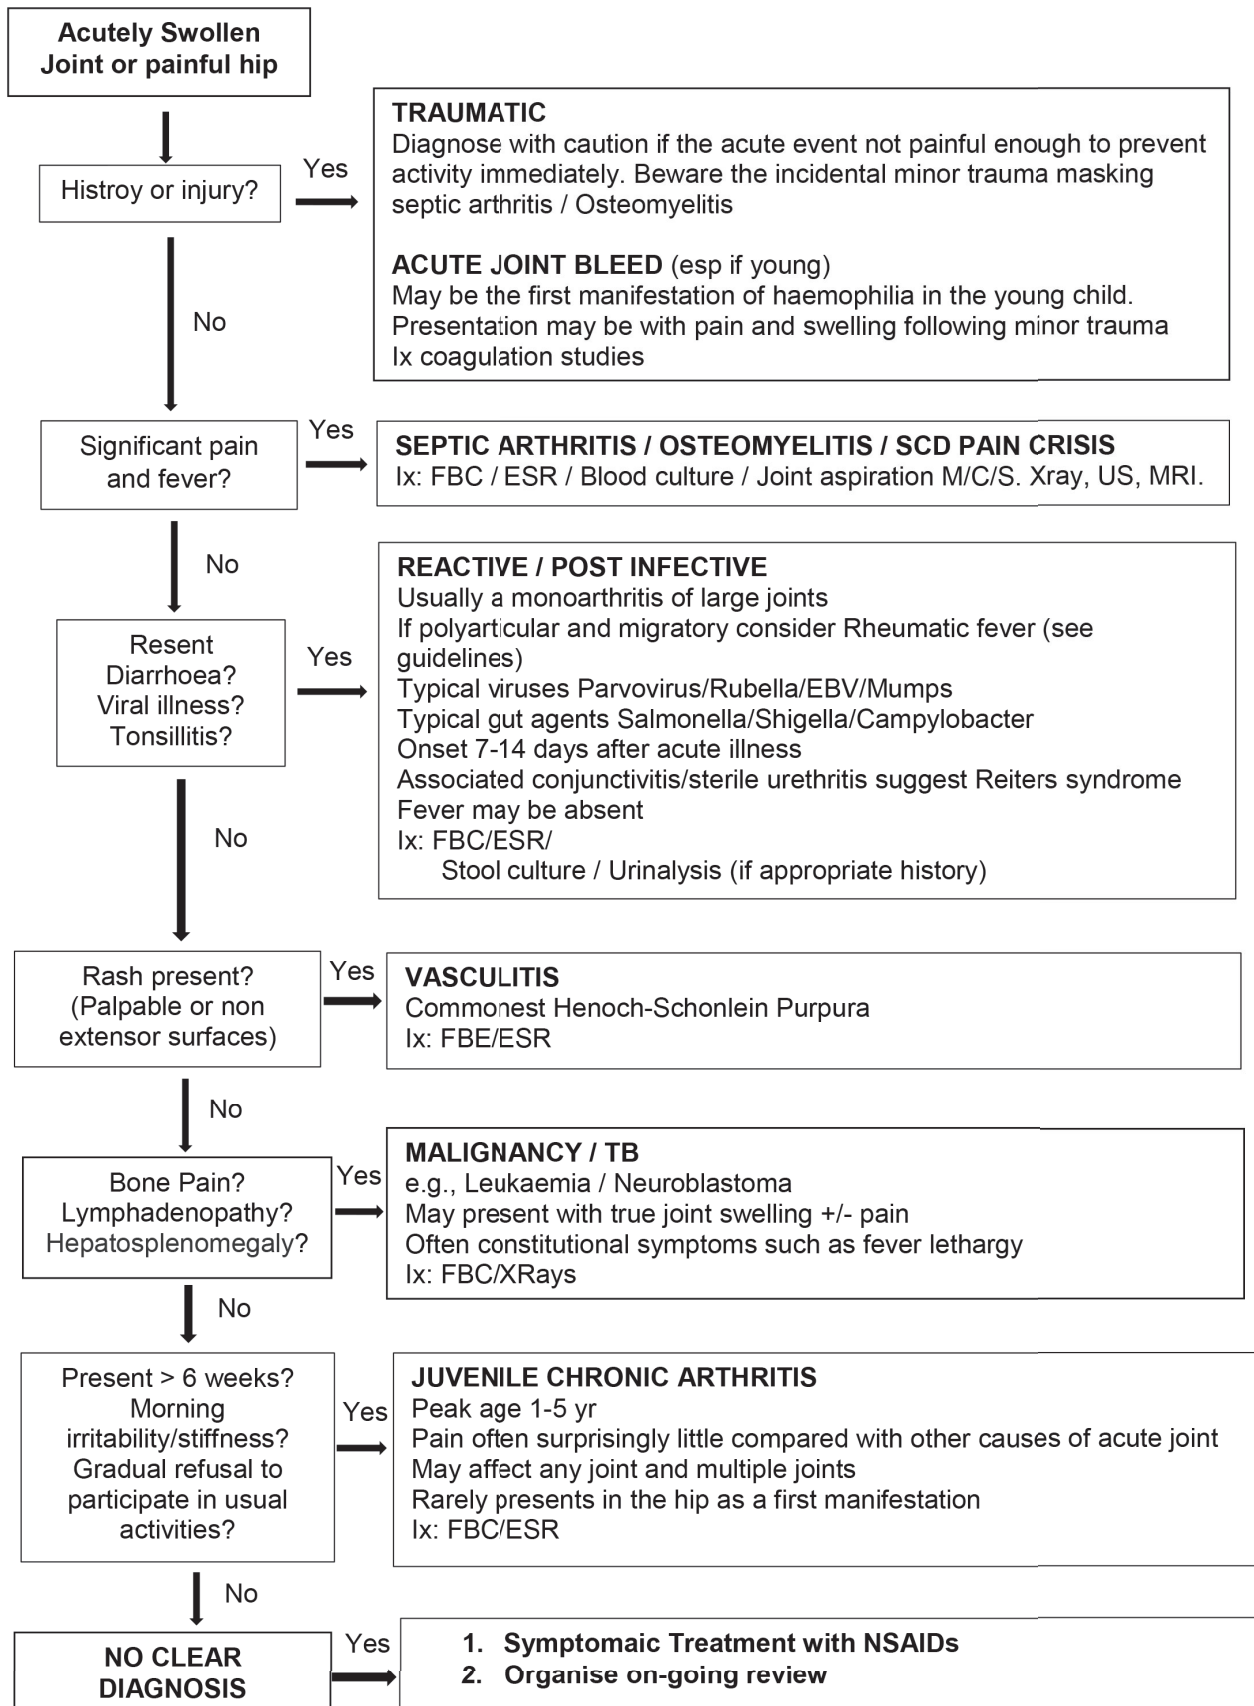 Acutely Swollen
Joint or painful hip
Histroy or injury?
Yes
TRAUMATIC
Diagnose with caution if the acute event not painful enough to prevent
activity immediately. Beware the incidental minor trauma masking
septic arthritis / Osteomyelitis
ACUTE JOINT BLEED (esp if young)
May be the first manifestation of haemophilia in the young child.
Presentation may be with pain and swelling following minor trauma
Ix coagulation studies
No
Significant pain
and fever?
Yes
SEPTIC ARTHRITIS / OSTEOMYELITIS / SCD PAIN CRISIS
Ix: FBC / ESR / Blood culture / Joint aspiration M/C/S. Xray, US, MRI.
No
Resent
Diarrhoea?
Viral illness?
Tonsillitis?
Yes
REACTIVE / POST INFECTIVE
Usually a monoarthritis of large joints
If polyarticular and migratory consider Rheumatic fever (see
guidelines)
Typical viruses Parvovirus/Rubella/EBV/Mumps
Typical gut agents Salmonella/Shigella/Campylobacter
Onset 7-14 days after acute illness
Associated conjunctivitis/sterile urethritis suggest Reiters syndrome
Fever may be absent
Ix: FBC/ESR/
Stool culture / Urinalysis (if appropriate history)
No
Rash present?
(Palpable or non
extensor surfaces)
Yes
VASCULITIS
Commonest Henoch-Schonlein Purpura
Ix: FBE/ESR
No
Bone Pain?
Lymphadenopathy?
Hepatosplenomegaly?
Yes
MALIGNANCY / TB
e.g., Leukaemia / Neuroblastoma
May present with true joint swelling +/- pain
Often constitutional symptoms such as fever lethargy
Ix: FBC/XRays
No
Present > 6 weeks?
Morning
irritability/stiffness?
Gradual refusal to
participate in usual
activities?
Yes
JUVENILE CHRONIC ARTHRITIS
Peak age 1-5 yr
Pain often surprisingly little compared with other causes of acute joint
May affect any joint and multiple joints
Rarely presents in the hip as a first manifestation
Ix: FBC/ESR
No
NO CLEAR
DIAGNOSIS
Yes
1. Symptomaic Treatment with NSAIDs
2. Organise on-going review